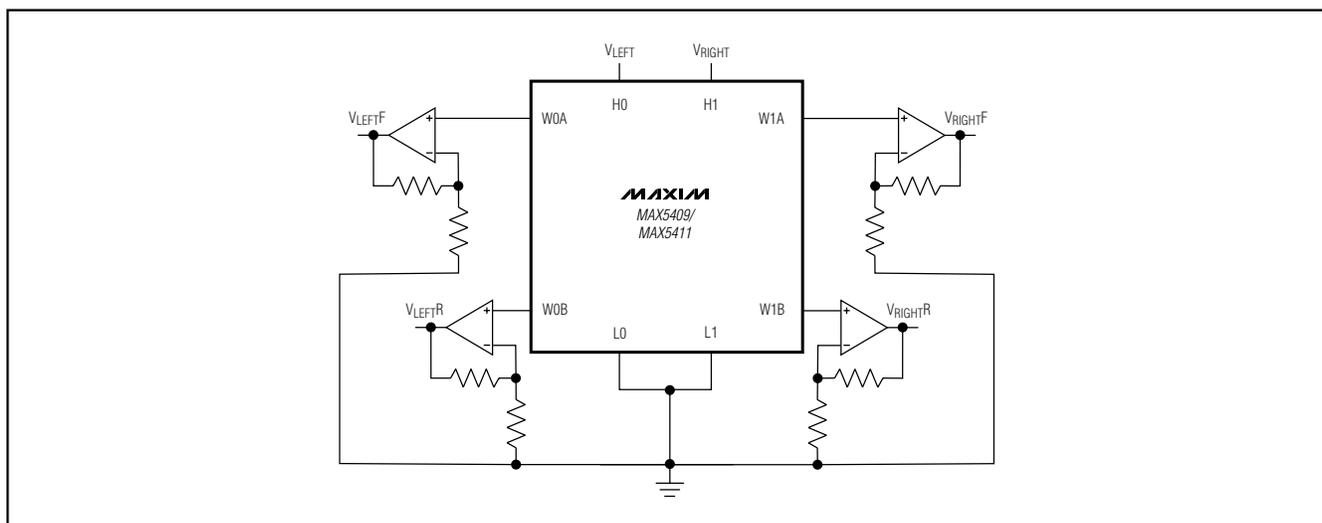 VLEFT VRIGHT
H0 H1
VLEFTF + W0A W1A + VRIGHTF
− −
MAXIM
MAX5409/
MAX5411
VLEFTR + W0B W1B + VRIGHTR
− −
L0 L1